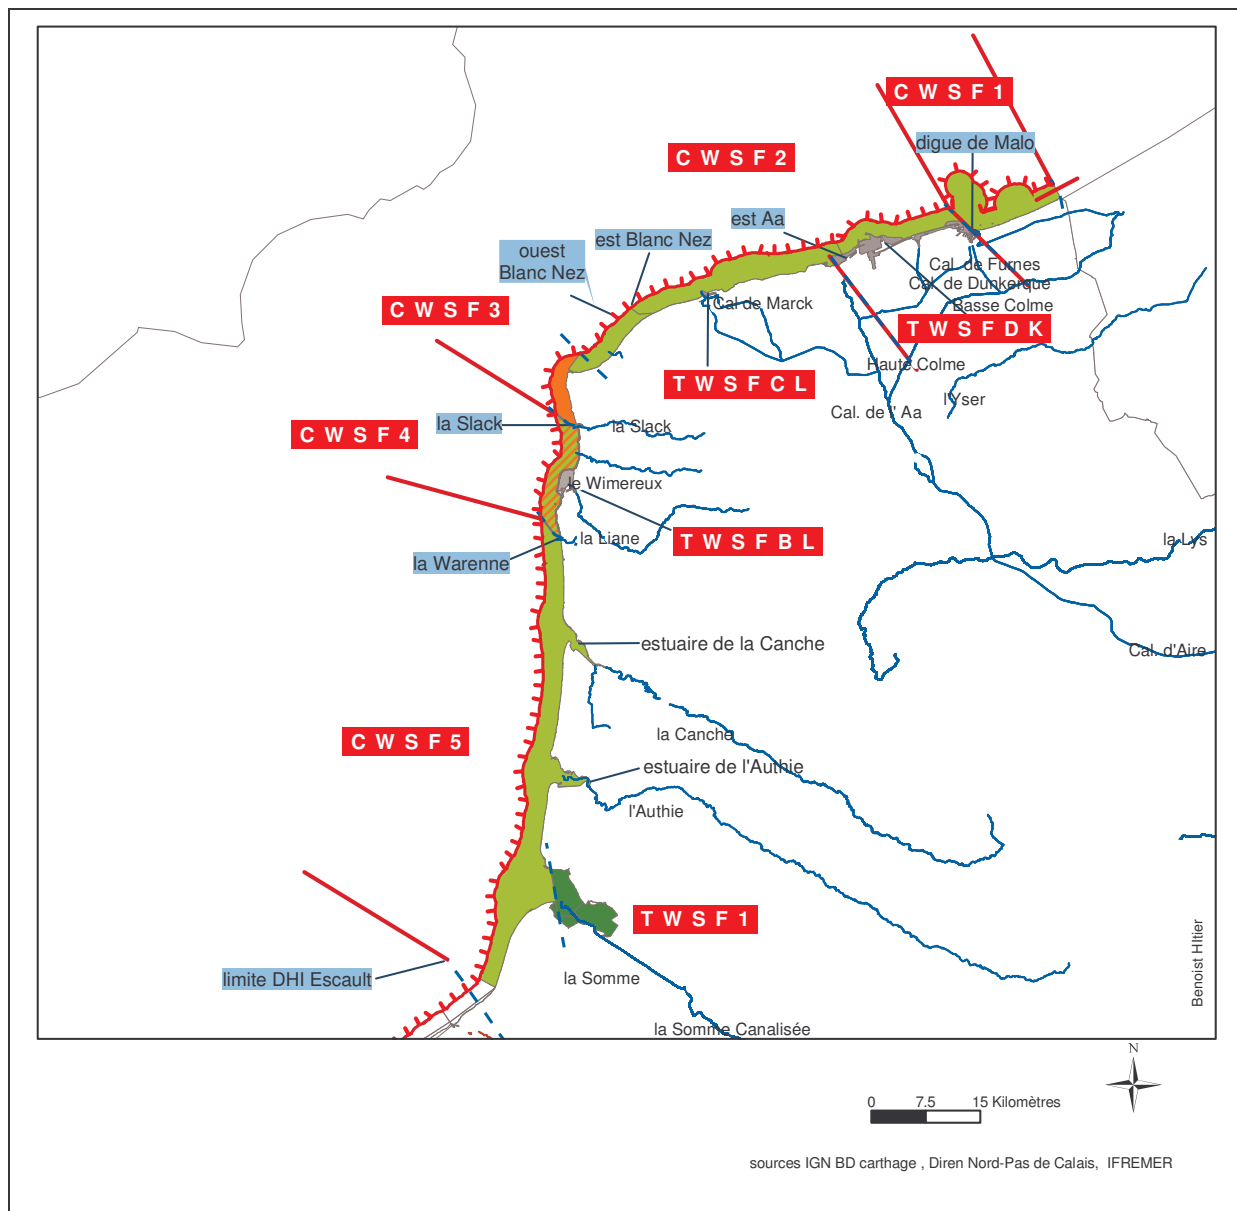 C W S F 1
digue de Malo
C W S F 2
est Aa
est Blanc Nez
ouest
Blanc Nez
Cal. de Furnes
Cal. de Dunkerque
Basse Colme
Cal de Marck
C W S F 3
T W S F D K
Haute Colme
T W S F C L
l'Yser
Cal. de l' Aa
la Slack
la Slack
C W S F 4
le Wimereux
la Liane
T W S F B L
la Lys
la Warenne
estuaire de la Canche
Cal. d'Aire
la Canche
C W S F 5
estuaire de l'Authie
l'Authie
T W S F 1
limite DHI Escault
la Somme
la Somme Canalisée
Benoist HItier
N
0 7.5 15 Kilomètres
sources IGN BD carthage , Diren Nord-Pas de Calais, IFREMER